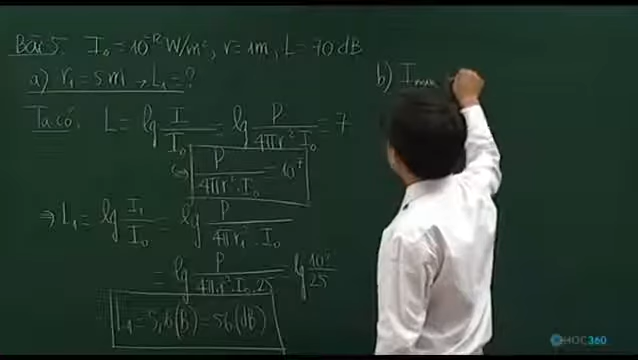 Bài 5. I₀ = 10⁻¹² W/m², r = 1m, L = 70 dB
a) r₁ = 5m → L₁ = ?
Ta có: L = lg I/I₀ = lg P/4πr².I₀ = 7
↪ P/4πr².I₀ = 10⁷
⇒ L₁ = lg I₁/I₀ = lg P/4πr₁².I₀
= lg P/4πr².I₀.25 = lg 10⁷/25
L₁ = 5,6(B) = 56(dB)
b) I
HOC360